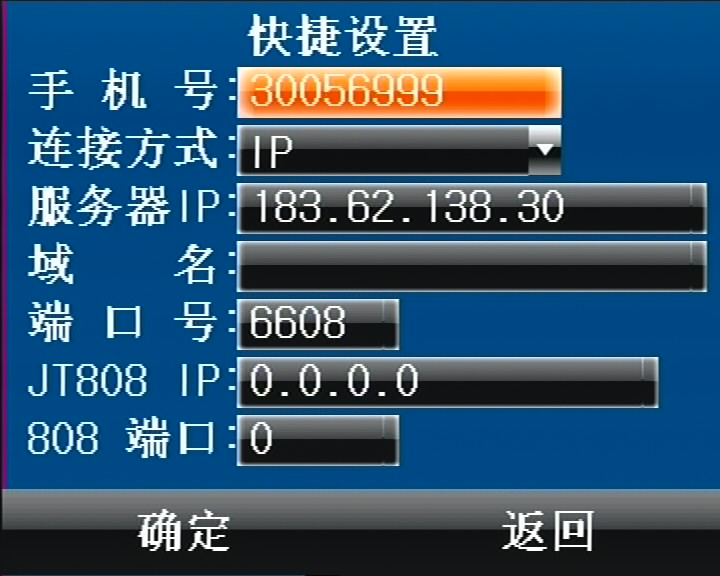 快捷设置
手 机 号:30056999
连接方式:IP
服务器IP:183.62.138.30
域 名:
端 口 号:6608
JT808 IP:0.0.0.0
808 端口:0
确定 返回